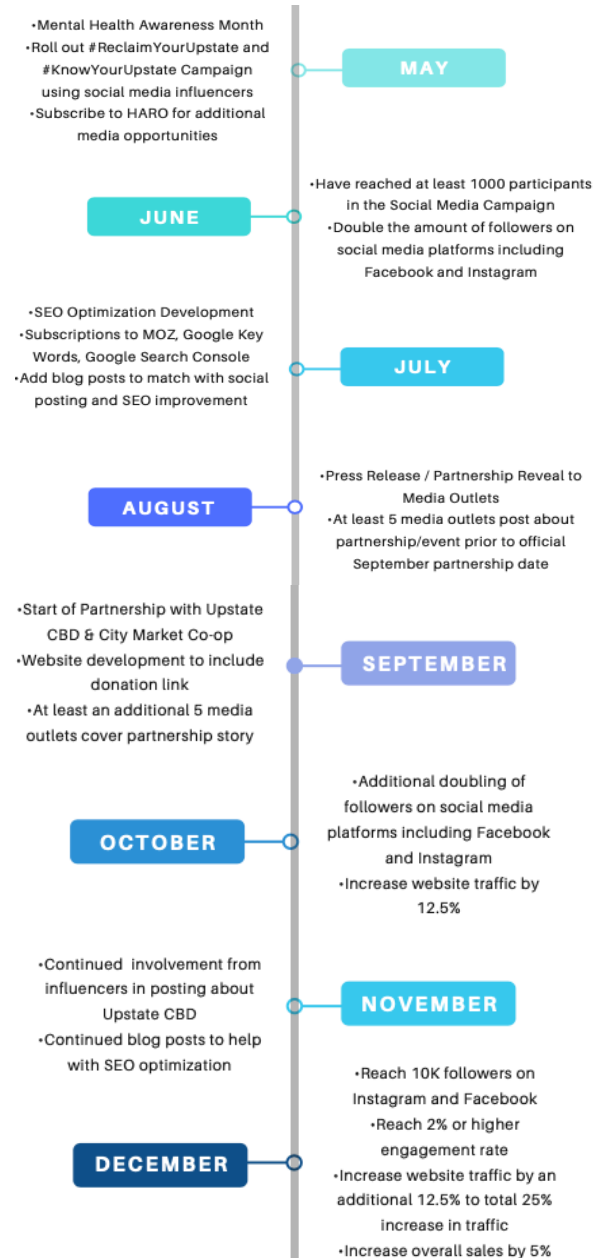 •Mental Health Awareness Month
•Roll out #ReclaimYourUpstate and
#KnowYourUpstate Campaign
using social media influencers
•Subscribe to HARO for additional
media opportunities
MAY
JUNE
•Have reached at least 1000 participants
in the Social Media Campaign
•Double the amount of followers on
social media platforms including
Facebook and Instagram
•SEO Optimization Development
•Subscriptions to MOZ, Google Key
Words, Google Search Console
•Add blog posts to match with social
posting and SEO improvement
JULY
AUGUST
•Press Release / Partnership Reveal to
Media Outlets
•At least 5 media outlets post about
partnership/event prior to official
September partnership date
•Start of Partnership with Upstate
CBD & City Market Co-op
•Website development to include
donation link
•At least an additional 5 media
outlets cover partnership story
SEPTEMBER
OCTOBER
•Additional doubling of
followers on social media
platforms including Facebook
and Instagram
•Increase website traffic by
12.5%
•Continued involvement from
influencers in posting about
Upstate CBD
•Continued blog posts to help
with SEO optimization
NOVEMBER
DECEMBER
•Reach 10K followers on
Instagram and Facebook
•Reach 2% or higher
engagement rate
•Increase website traffic by an
additional 12.5% to total 25%
increase in traffic
•Increase overall sales by 5%